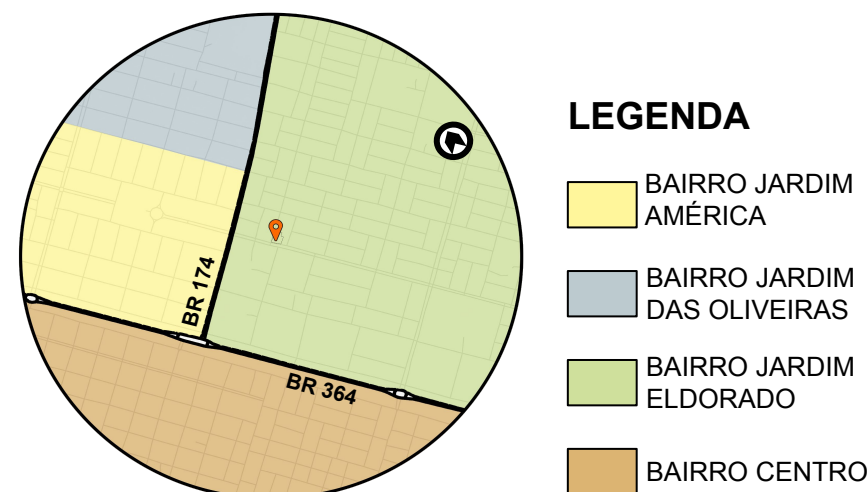 BR 174
BR 364
LEGENDA
BAIRRO JARDIM
AMÉRICA
BAIRRO JARDIM
DAS OLIVEIRAS
BAIRRO JARDIM
ELDORADO
BAIRRO CENTRO